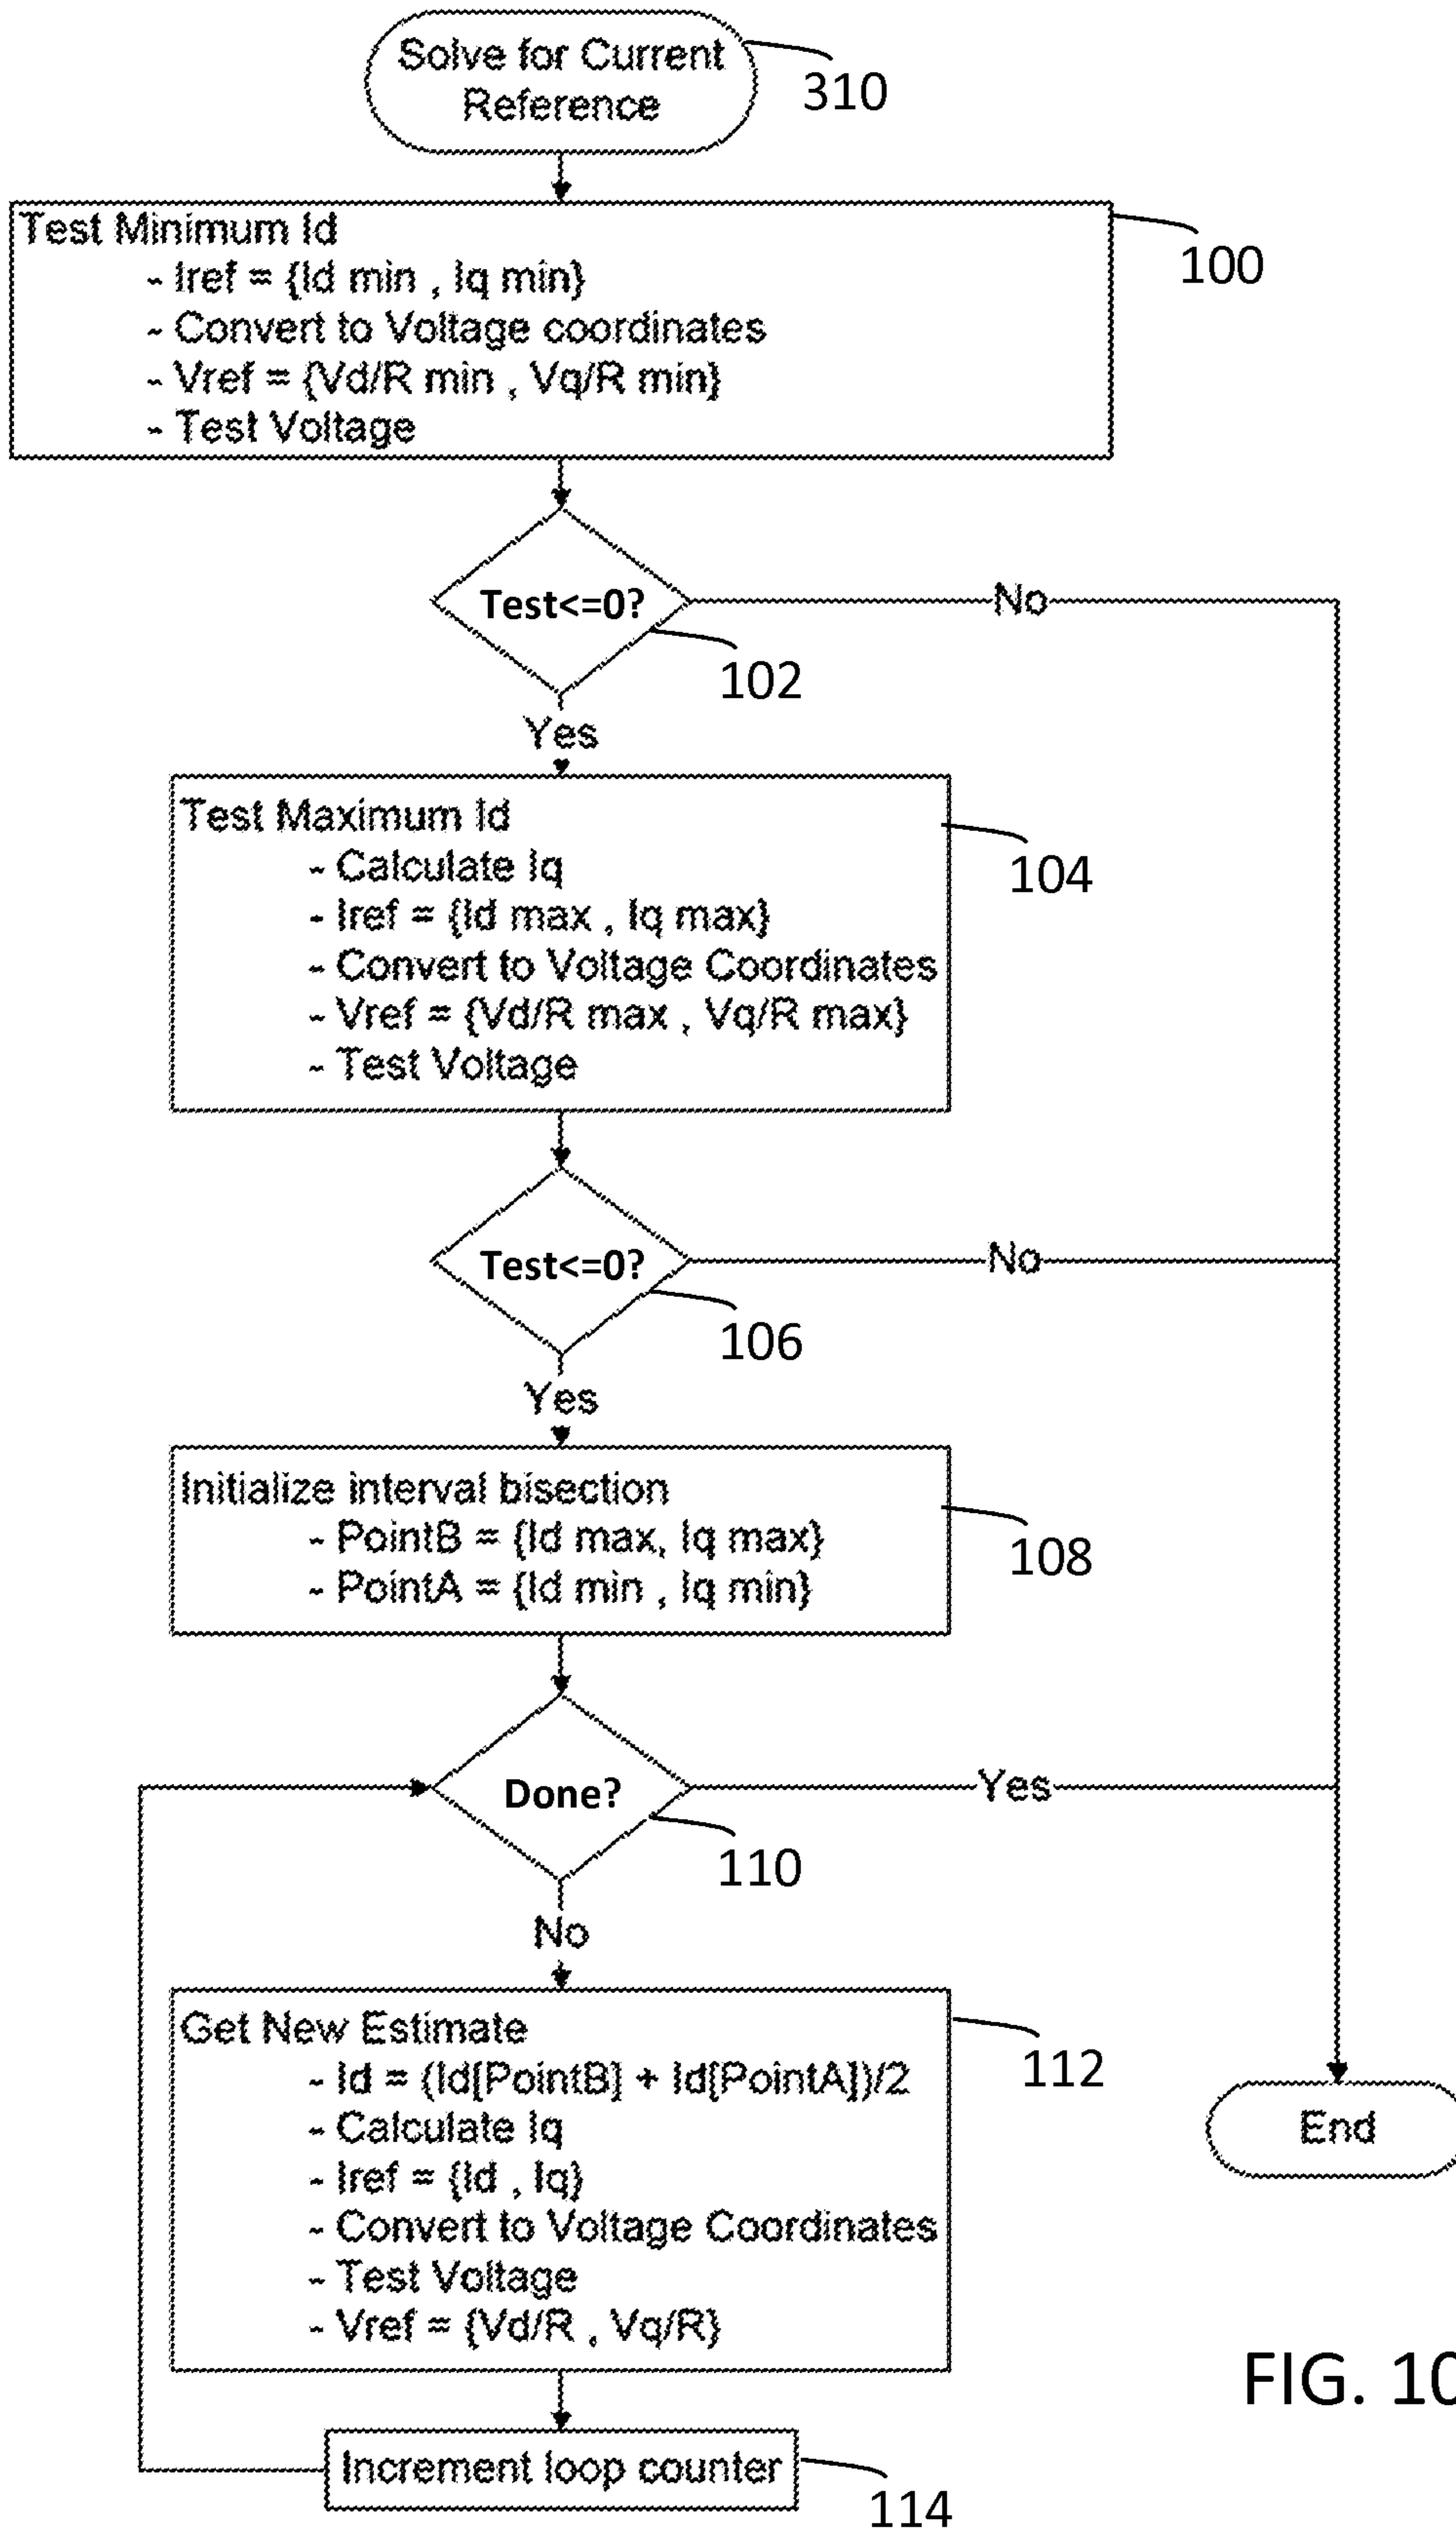 Solve for Current
Reference
310
Test Minimum Id
- Iref = {Id min , Iq min}
- Convert to Voltage coordinates
- Vref = {Vd/R min , Vq/R min}
- Test Voltage
100
Test<=0?
No
102
Yes
Test Maximum Id
- Calculate Iq
- Iref = {Id max , Iq max}
- Convert to Voltage Coordinates
- Vref = {Vd/R max , Vq/R max}
- Test Voltage
104
Test<=0?
No
106
Yes
Initialize interval bisection
- PointB = {Id max, Iq max}
- PointA = {Id min , Iq min}
108
Done?
Yes
110
No
Get New Estimate
- Id = (Id[PointB] + Id[PointA])/2
- Calculate Iq
- Iref = {Id , Iq}
- Convert to Voltage Coordinates
- Test Voltage
- Vref = {Vd/R , Vq/R}
112
End
FIG. 10
Increment loop counter
114